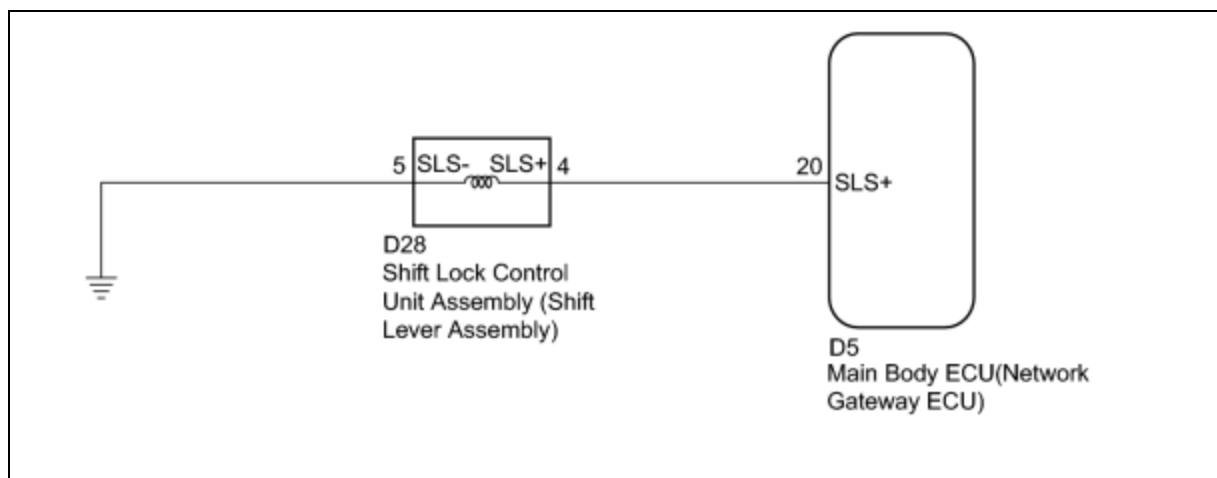 5 SLS- SLS+ 4
20 SLS+
D28
Shift Lock Control
Unit Assembly (Shift
Lever Assembly)
D5
Main Body ECU(Network
Gateway ECU)